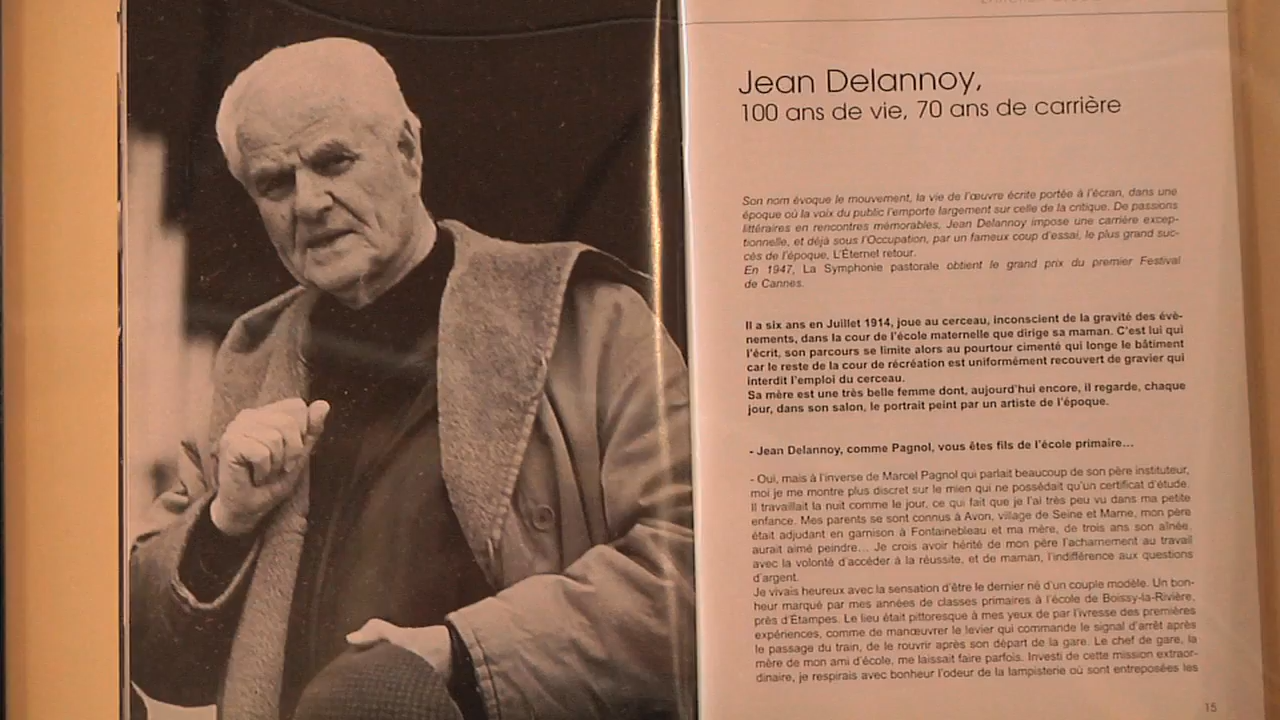 Jean Delannoy,
100 ans de vie, 70 ans de carrière
Son nom évoque le mouvement, la vie de l'œuvre écrite portée à l'écran, dans une
époque où la voix du public l'emporte largement sur celle de la critique. De passions
littéraires en rencontres mémorables, Jean Delannoy impose une carrière excep-
tionnelle, et déjà sous l'Occupation, par un fameux coup d'essai, le plus grand suc-
cès de l'époque, L'Éternel retour.
En 1947, La Symphonie pastorale obtient le grand prix du premier Festival
de Cannes.
Il a six ans en Juillet 1914, joue au cerceau, inconscient de la gravité des évè-
nements, dans la cour de l'école maternelle que dirige sa maman. C'est lui qui
l'écrit, son parcours se limite alors au pourtour cimenté qui longe le bâtiment
car le reste de la cour de récréation est uniformément recouvert de gravier qui
interdit l'emploi du cerceau.
Sa mère est une très belle femme dont, aujourd'hui encore, il regarde, chaque
jour, dans son salon, le portrait peint par un artiste de l'époque.
- Jean Delannoy, comme Pagnol, vous êtes fils de l'école primaire...
- Oui, mais à l'inverse de Marcel Pagnol qui parlait beaucoup de son père instituteur,
moi je me montre plus discret sur le mien qui ne possédait qu'un certificat d'étude.
Il travaillait la nuit comme le jour, ce qui fait que je l'ai très peu vu dans ma petite
enfance. Mes parents se sont connus à Avon, village de Seine et Marne, mon père
était adjudant en garnison à Fontainebleau et ma mère, de trois ans son aînée,
aurait aimé peindre... Je crois avoir hérité de mon père l'acharnement au travail
avec la volonté d'accéder à la réussite, et de maman, l'indifférence aux questions
d'argent.
Je vivais heureux avec la sensation d'être le dernier né d'un couple modèle. Un bon-
heur marqué par mes années de classes primaires à l'école de Boissy-la-Rivière,
près d'Étampes. Le lieu était pittoresque à mes yeux de par l'ivresse des premières
expériences, comme de manœuvrer le levier qui commande le signal d'arrêt après
le passage du train, de le rouvrir après son départ de la gare. Le chef de gare, la
mère de mon ami d'école, me laissait faire parfois. Investi de cette mission extraor-
dinaire, je respirais avec bonheur l'odeur de la lampisterie où sont entreposées les
15